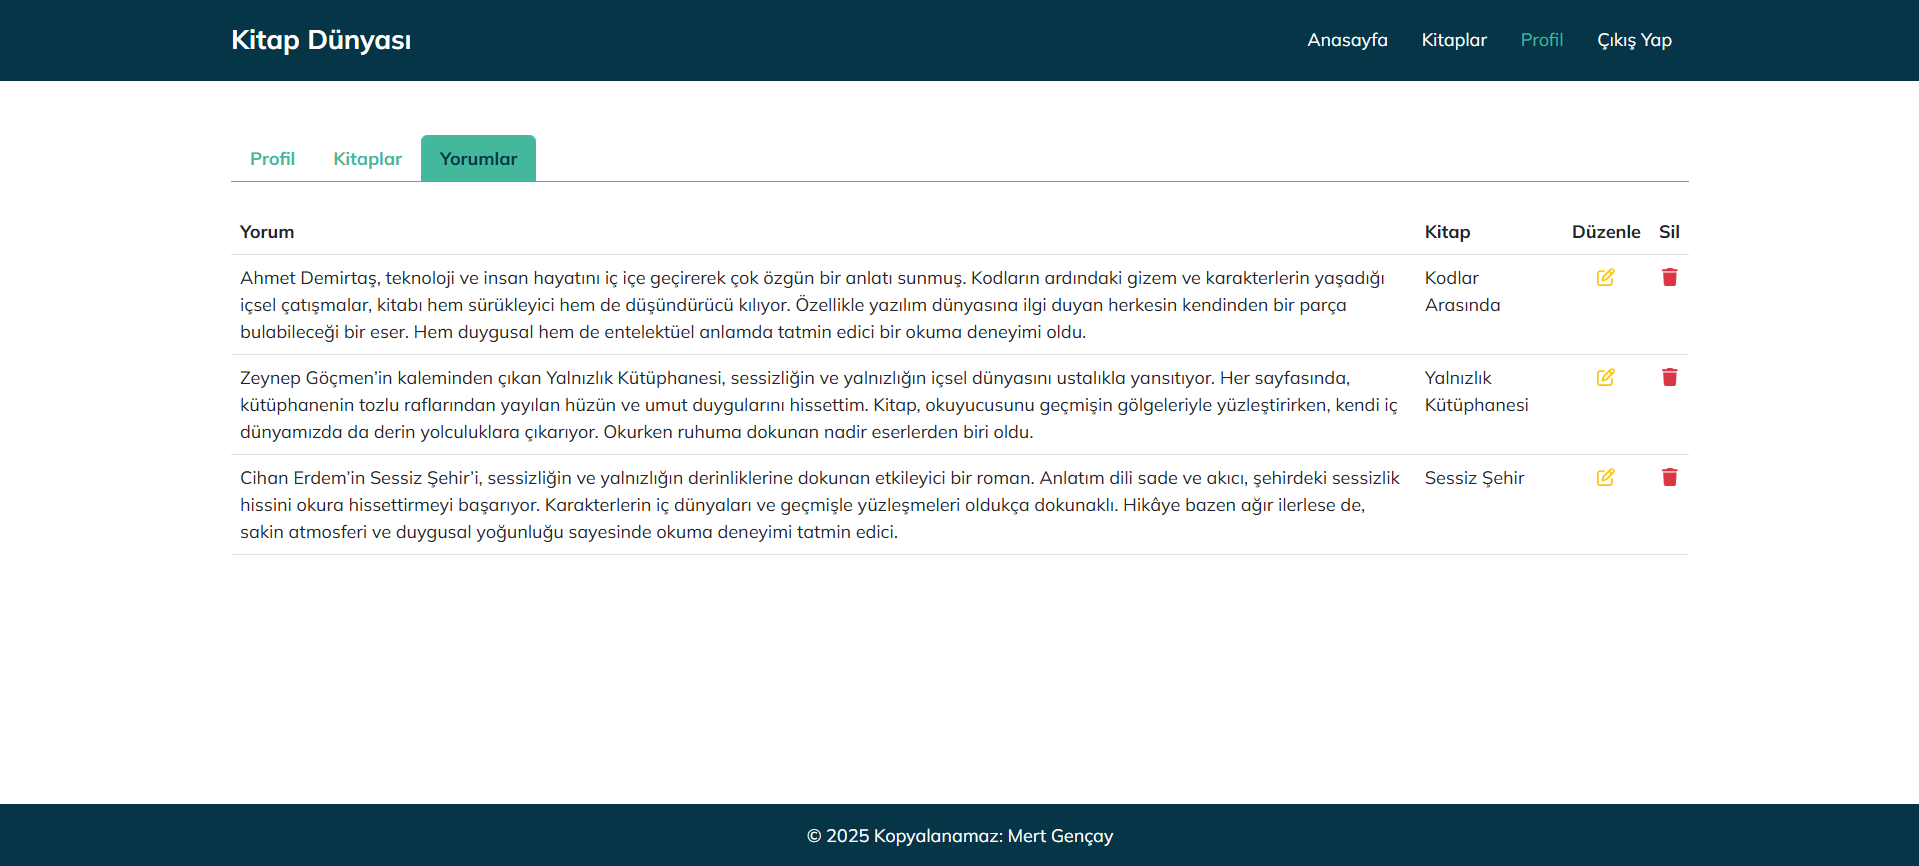 Kitap Dünyası
Anasayfa Kitaplar Profil Çıkış Yap
Profil Kitaplar Yorumlar
Yorum Kitap Düzenle Sil
Ahmet Demirtaş, teknoloji ve insan hayatını iç içe geçirerek çok özgün bir anlatı sunmuş. Kodların ardındaki gizem ve karakterlerin yaşadığı
içsel çatışmalar, kitabı hem sürükleyici hem de düşündürücü kılıyor. Özellikle yazılım dünyasına ilgi duyan herkesin kendinden bir parça
bulabileceği bir eser. Hem duygusal hem de entelektüel anlamda tatmin edici bir okuma deneyimi oldu.
Kodlar
Arasında
Zeynep Göçmen’in kaleminden çıkan Yalnızlık Kütüphanesi, sessizliğin ve yalnızlığın içsel dünyasını ustalıkla yansıtıyor. Her sayfasında,
kütüphanenin tozlu raflarından yayılan hüzün ve umut duygularını hissettim. Kitap, okuyucusunu geçmişin gölgeleriyle yüzleştirirken, kendi iç
dünyamızda da derin yolculuklara çıkarıyor. Okurken ruhuma dokunan nadir eserlerden biri oldu.
Yalnızlık
Kütüphanesi
Cihan Erdem’in Sessiz Şehir’i, sessizliğin ve yalnızlığın derinliklerine dokunan etkileyici bir roman. Anlatım dili sade ve akıcı, şehirdeki sessizlik
hissini okura hissettirmeyi başarıyor. Karakterlerin iç dünyaları ve geçmişle yüzleşmeleri oldukça dokunaklı. Hikâye bazen ağır ilerlese de,
sakin atmosferi ve duygusal yoğunluğu sayesinde okuma deneyimi tatmin edici.
Sessiz Şehir
© 2025 Kopyalanamaz: Mert Gençay